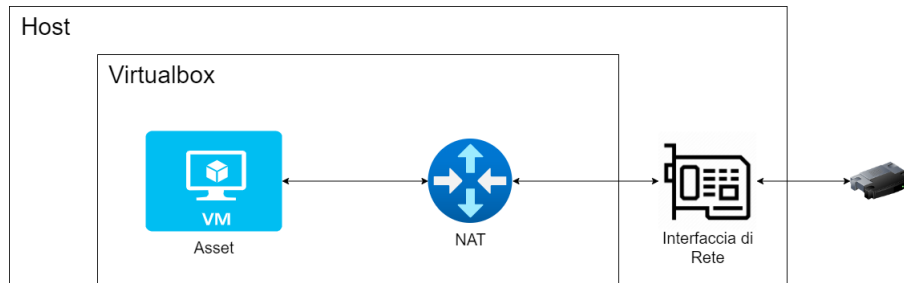 Host
Virtualbox
VM
Asset
NAT
Interfaccia di
Rete